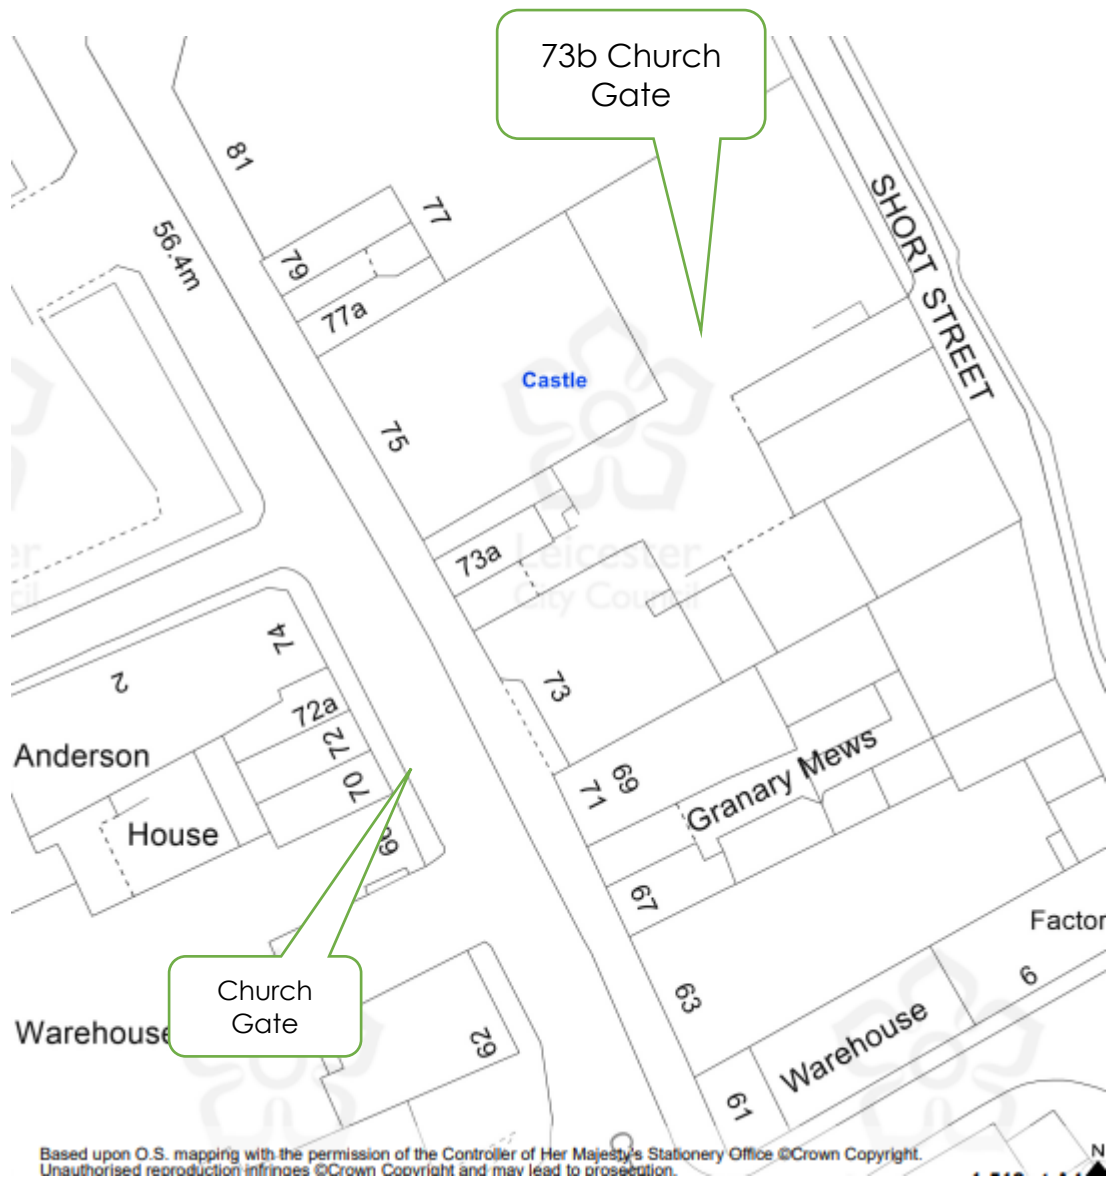 73b Church
Gate
81
77
SHORT STREET
56.4m
79
77a
Castle
75
73a
Leicester
City Council
74
2
73
72a
72
Anderson
70
69
71
Granary Mews
House
66
67
Factor
Church
Gate
63
9
Warehouse
62
Warehouse
61
N
Based upon O.S. mapping with the permission of the Controller of Her Majesty's Stationery Office ©Crown Copyright.
Unauthorised reproduction infringes ©Crown Copyright and may lead to prosecution.